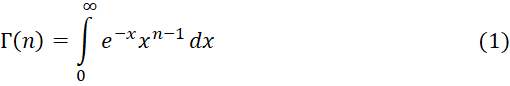 Γ(n) = ∫₀^∞ e^{-x} x^{n-1} dx (1)